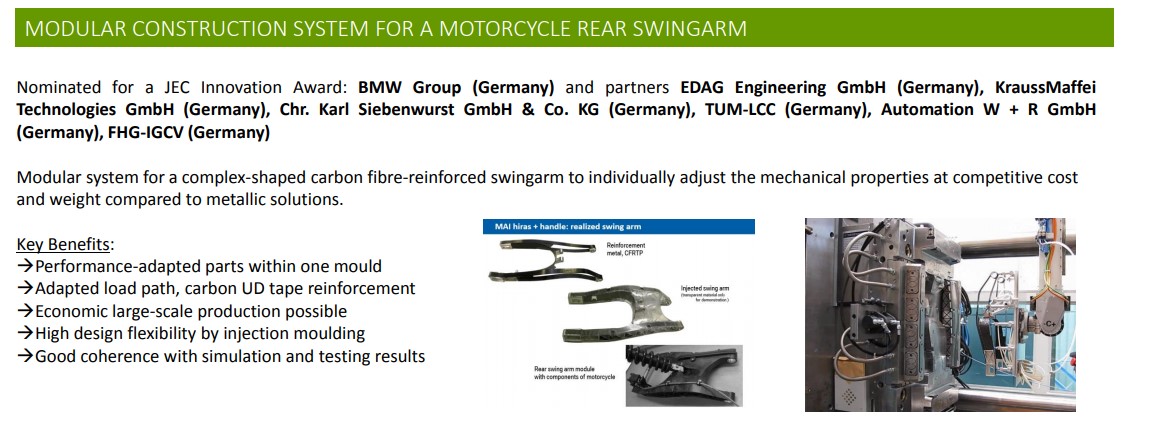 MODULAR CONSTRUCTION SYSTEM FOR A MOTORCYCLE REAR SWINGARM
Nominated for a JEC Innovation Award: BMW Group (Germany) and partners EDAG Engineering GmbH (Germany), KraussMaffei
Technologies GmbH (Germany), Chr. Karl Siebenwurst GmbH & Co. KG (Germany), TUM-LCC (Germany), Automation W + R GmbH
(Germany), FHG-IGCV (Germany)
Modular system for a complex-shaped carbon fibre-reinforced swingarm to individually adjust the mechanical properties at competitive cost
and weight compared to metallic solutions.
Key Benefits:
→Performance-adapted parts within one mould
→Adapted load path, carbon UD tape reinforcement
→Economic large-scale production possible
→High design flexibility by injection moulding
→Good coherence with simulation and testing results
MAI hiras + handle: realized swing arm
Reinforcement
metal, CFRTP
Injected swing arm
(transparent material only
for demonstration)
Rear swing arm module
with components of motorcycle
C+